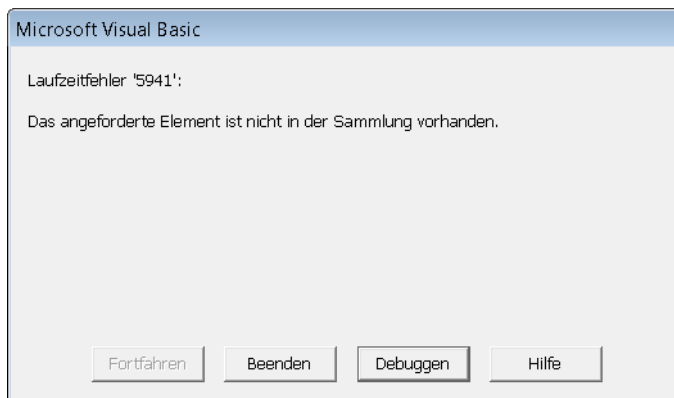 Microsoft Visual Basic
Laufzeitfehler '5941':
Das angeforderte Element ist nicht in der Sammlung vorhanden.
Fortfahren Beenden Debuggen Hilfe